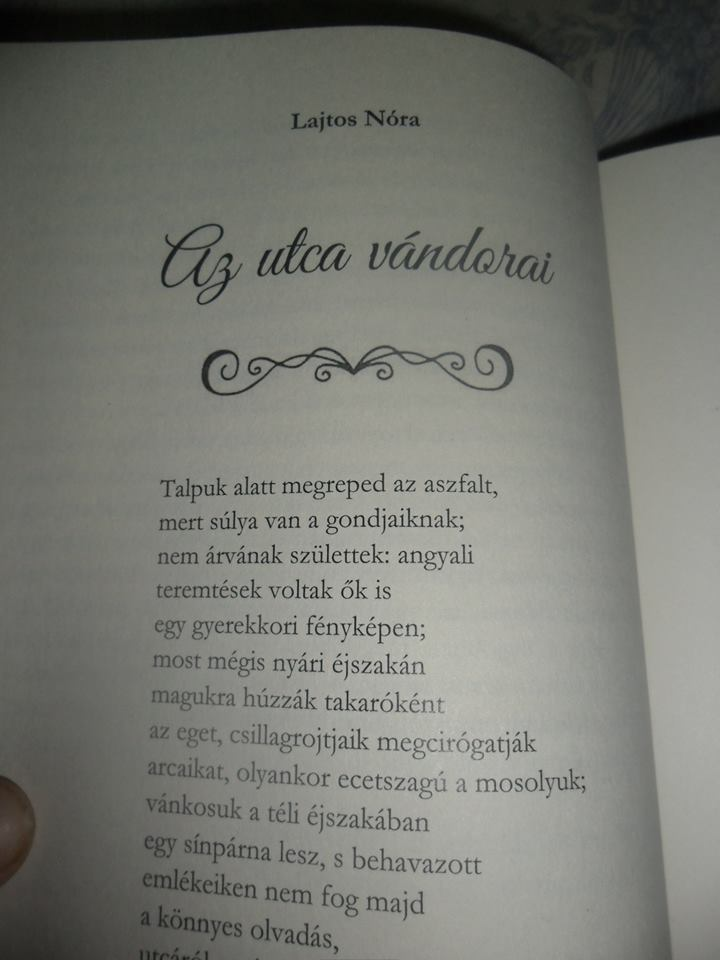 Lajtos Nóra
Az utca vándorai
Talpuk alatt megreped az aszfalt,
mert súlya van a gondjaiknak;
nem árvának születtek: angyali
teremtések voltak ők is
egy gyerekkori fényképen;
most mégis nyári éjszakán
magukra húzzák takaróként
az eget, csillagrojtjaik megcirógatják
arcaikat, olyankor ecetszagú a mosolyuk;
vánkosuk a téli éjszakában
egy sínpárna lesz, s behavazott
emlékeiken nem fog majd
a könnyes olvadás,